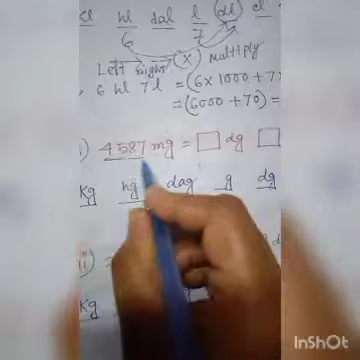 kl hl dal l dl cl
6 7
Left right (x) multiply
, 6 hl 7 l = (6 x 1000 + 7
= (6000 + 70) =
) 4587 mg = □ dg □
Kg hg dag g dg
ii)
Kg
InShOt